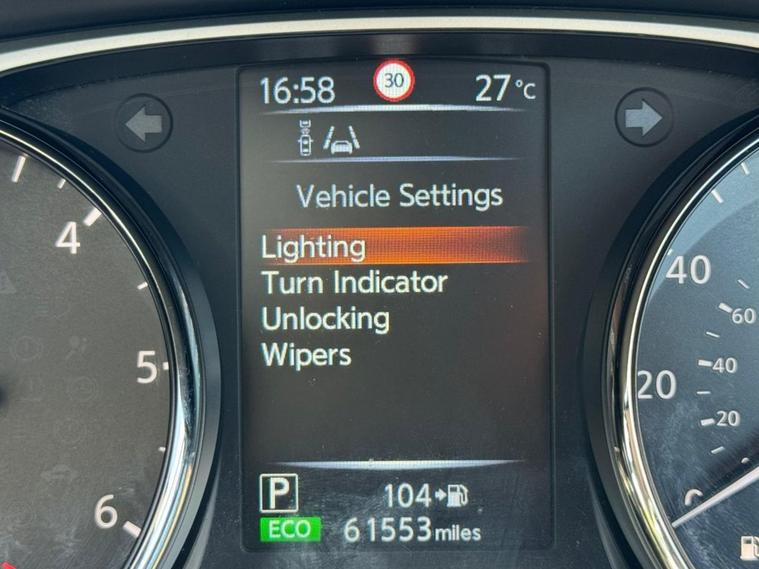 16:58 30 27°C
Vehicle Settings
Lighting
Turn Indicator
Unlocking
Wipers
P 104
ECO 61553 miles
4
5
6
40
60
40
20
20
0